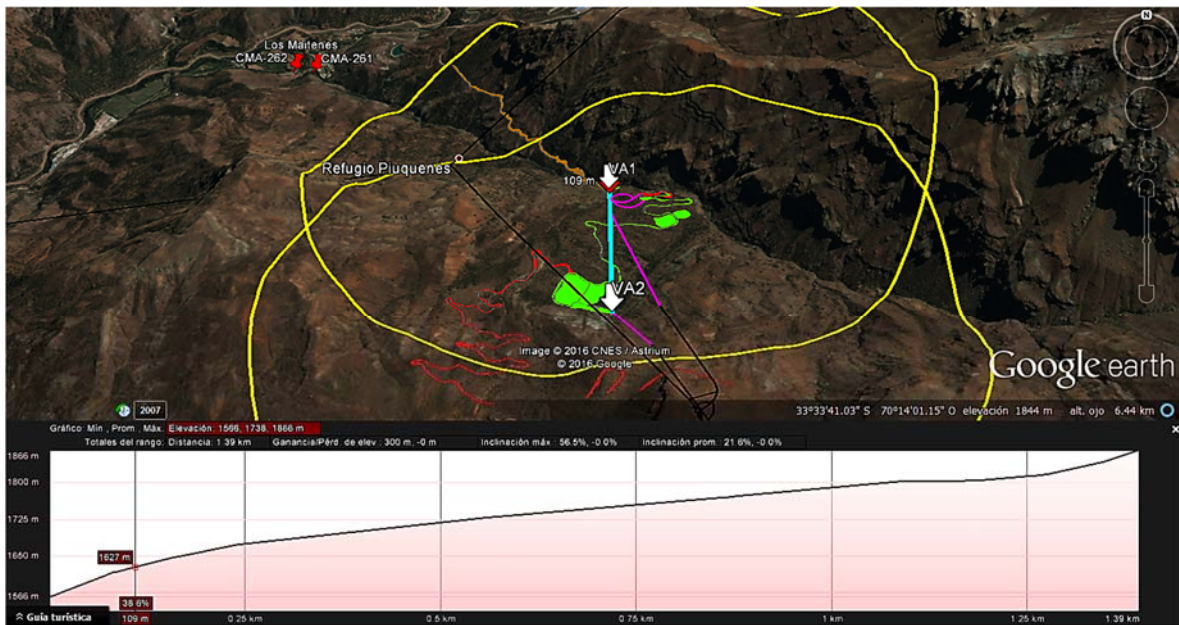 N
Los Maitenes
CMA-262 CMA-261
Refugio Piuquenes
VA1
109 m
VA2
Image © 2016 CNES / Astrium
© 2016 Google
Google earth
2007
33°33'41.03" S 70°14'01.15" O elevación 1844 m alt. ojo 6.44 km
Gráfico: Mín., Prom., Máx. Elevación: 1566, 1738, 1866 m
Totales del rango: Distancia: 1.39 km Ganancia/Pérd. de elev.: 300 m, -0 m Inclinación máx.: 56.5%, -0.0% Inclinación prom.: 21.6%, -0.0%
1866 m
1800 m
1725 m
1650 m
1566 m
1627 m
38.6%
Guía turística
109 m 0.25 km 0.5 km 0.75 km 1 km 1.25 km 1.39 km